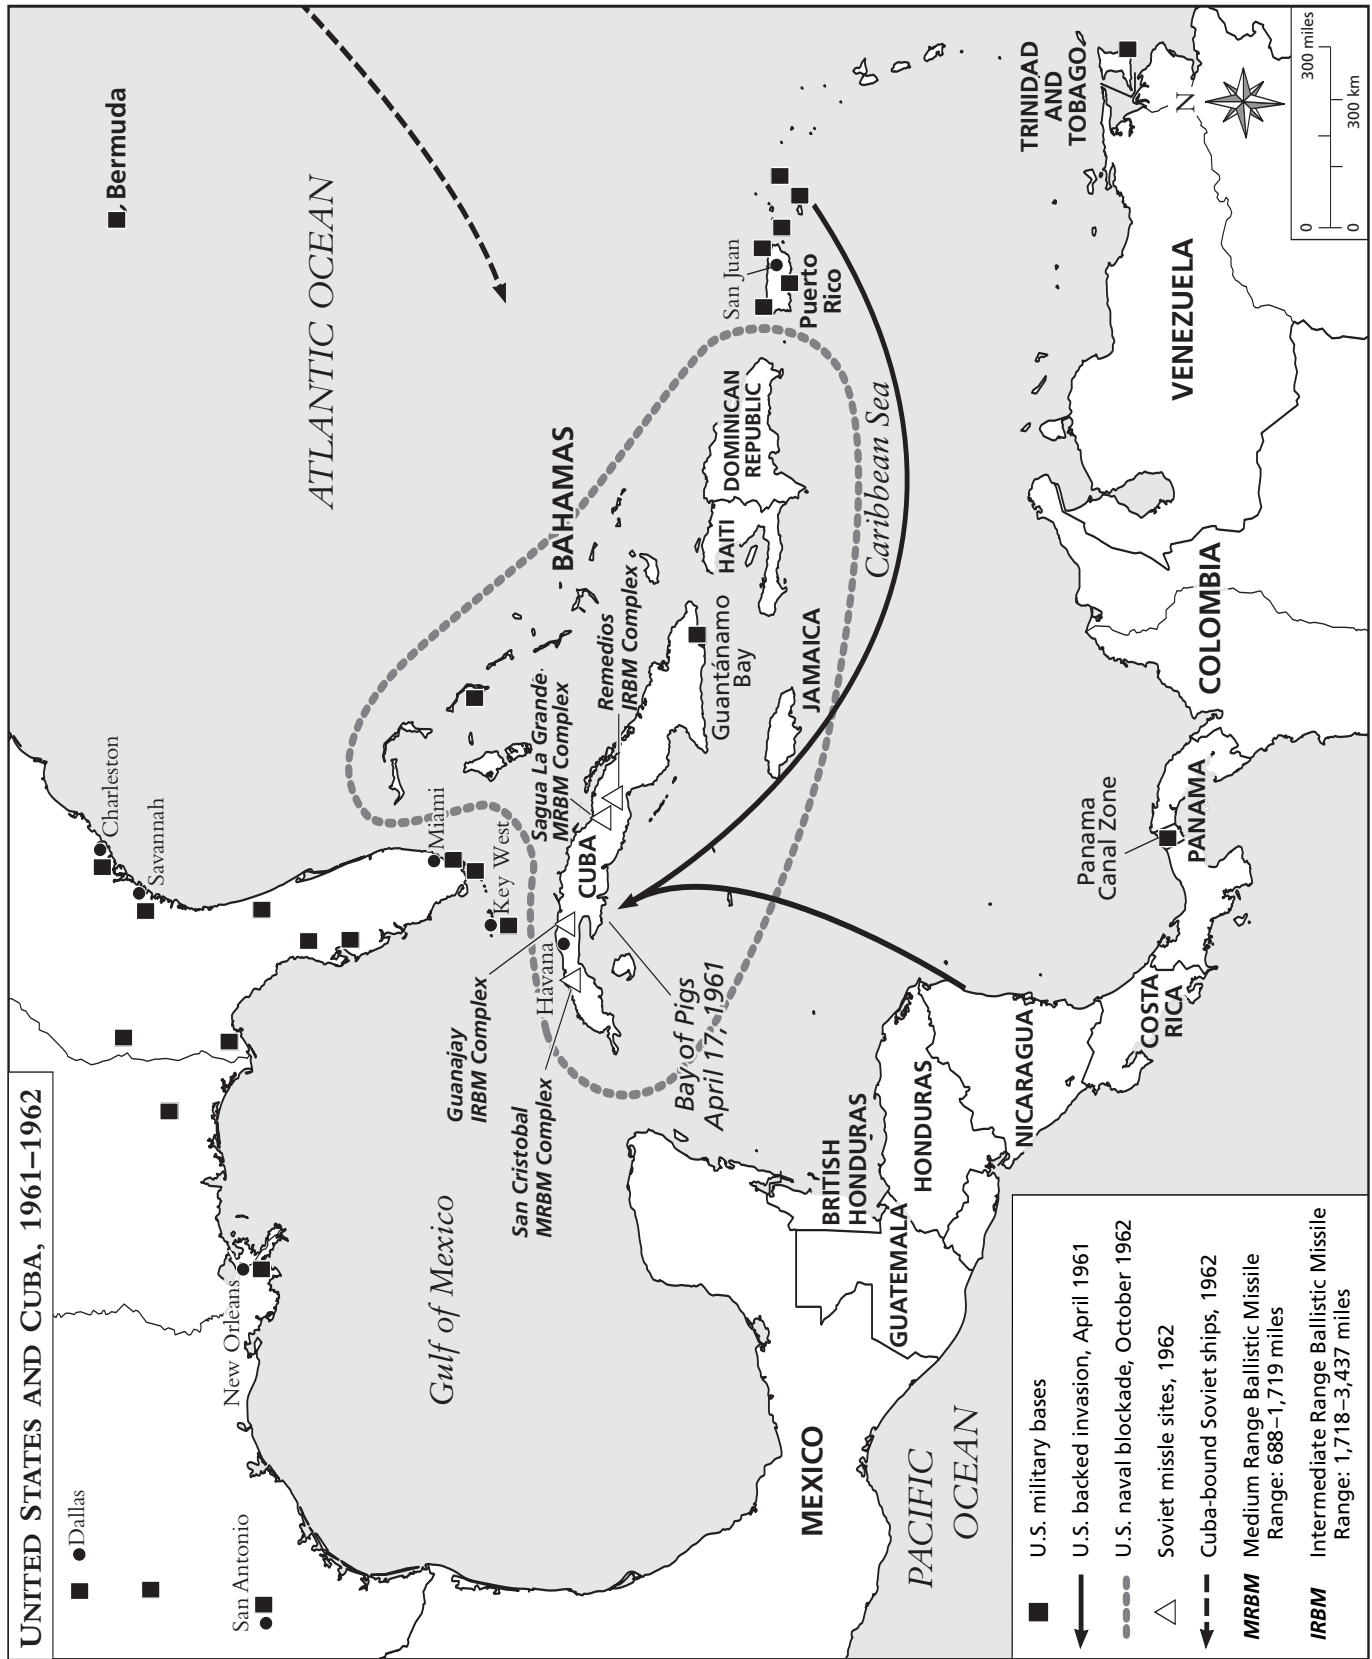 UNITED STATES AND CUBA, 1961–1962
Dallas
San Antonio
New Orleans
Charleston
Savannah
Miami
Key West
Bermuda
ATLANTIC OCEAN
Gulf of Mexico
BAHAMAS
Guanajay
IRBM Complex
San Cristobal
MRBM Complex
Havana
Sagua La Grande
MRBM Complex
Remedios
IRBM Complex
CUBA
Bay of Pigs
April 17, 1961
Guantánamo
Bay
HAITI
DOMINICAN
REPUBLIC
San Juan
Puerto
Rico
JAMAICA
Caribbean Sea
MEXICO
BRITISH
HONDURAS
GUATEMALA
HONDURAS
NICARAGUA
COSTA
RICA
Panama
Canal Zone
PANAMA
COLOMBIA
VENEZUELA
TRINIDAD
AND
TOBAGO
PACIFIC
OCEAN
U.S. military bases
U.S. backed invasion, April 1961
U.S. naval blockade, October 1962
Soviet missle sites, 1962
Cuba-bound Soviet ships, 1962
MRBM Medium Range Ballistic Missile
Range: 688–1,719 miles
IRBM Intermediate Range Ballistic Missile
Range: 1,718–3,437 miles
N
0 300 miles
0 300 km